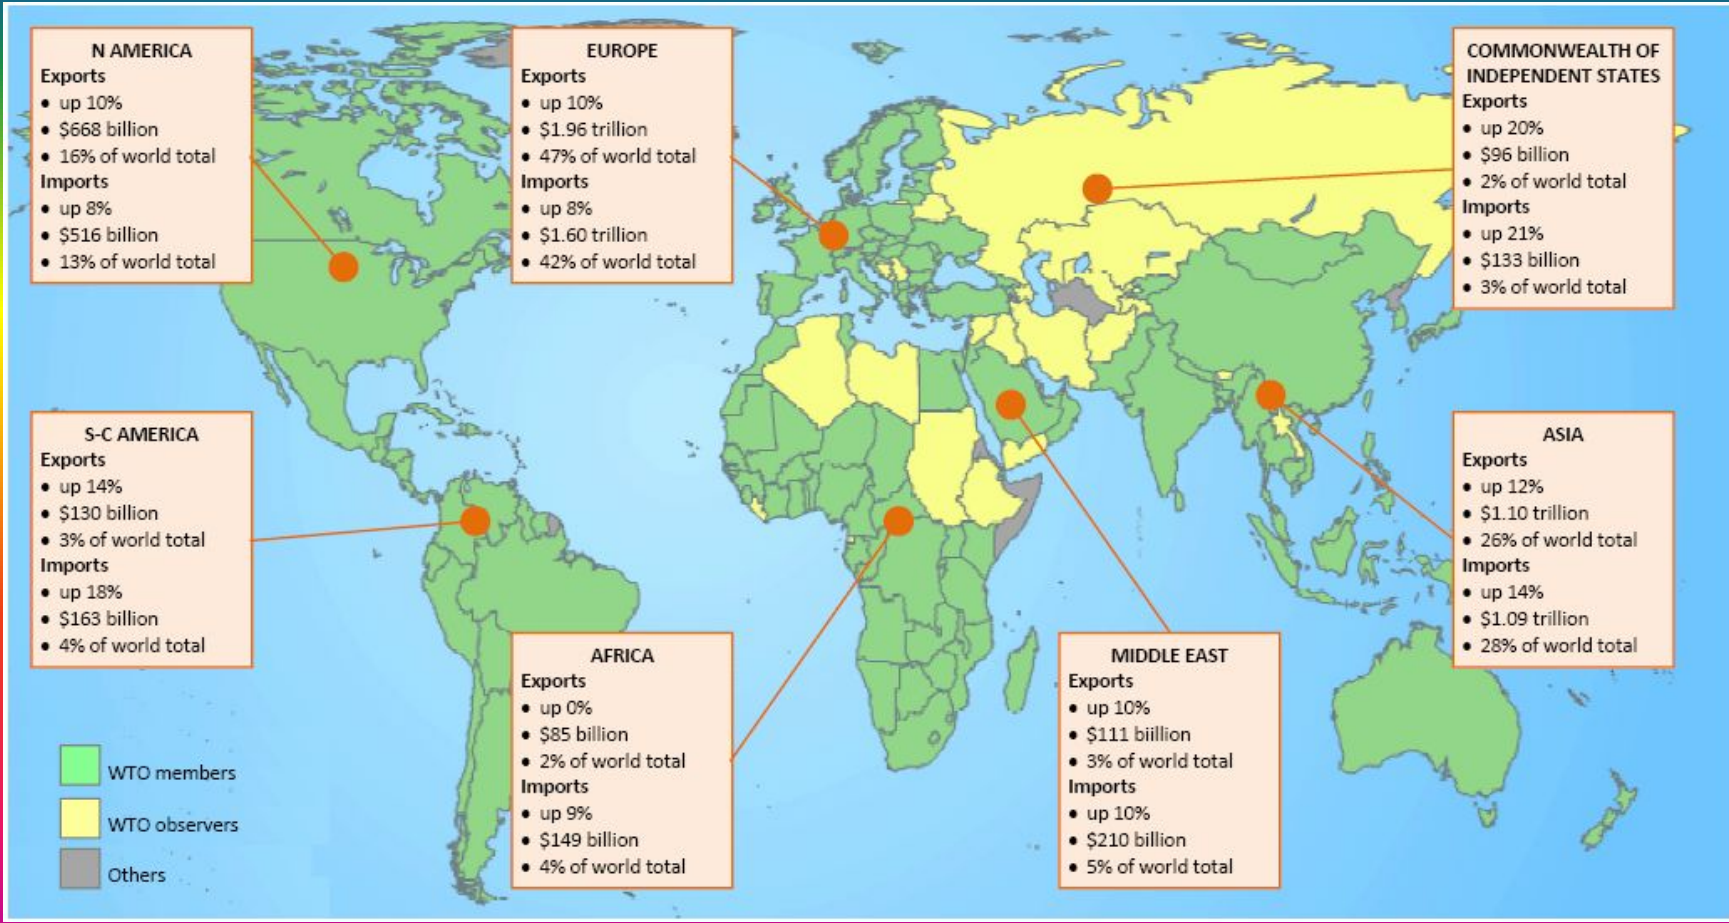 N AMERICA
Exports
• up 10%
• $668 billion
• 16% of world total
Imports
• up 8%
• $516 billion
• 13% of world total
EUROPE
Exports
• up 10%
• $1.96 trillion
• 47% of world total
Imports
• up 8%
• $1.60 trillion
• 42% of world total
COMMONWEALTH OF
INDEPENDENT STATES
Exports
• up 20%
• $96 billion
• 2% of world total
Imports
• up 21%
• $133 billion
• 3% of world total
S-C AMERICA
Exports
• up 14%
• $130 billion
• 3% of world total
Imports
• up 18%
• $163 billion
• 4% of world total
ASIA
Exports
• up 12%
• $1.10 trillion
• 26% of world total
Imports
• up 14%
• $1.09 trillion
• 28% of world total
AFRICA
Exports
• up 0%
• $85 billion
• 2% of world total
Imports
• up 9%
• $149 billion
• 4% of world total
MIDDLE EAST
Exports
• up 10%
• $111 biillion
• 3% of world total
Imports
• up 10%
• $210 billion
• 5% of world total
WTO members
WTO observers
Others